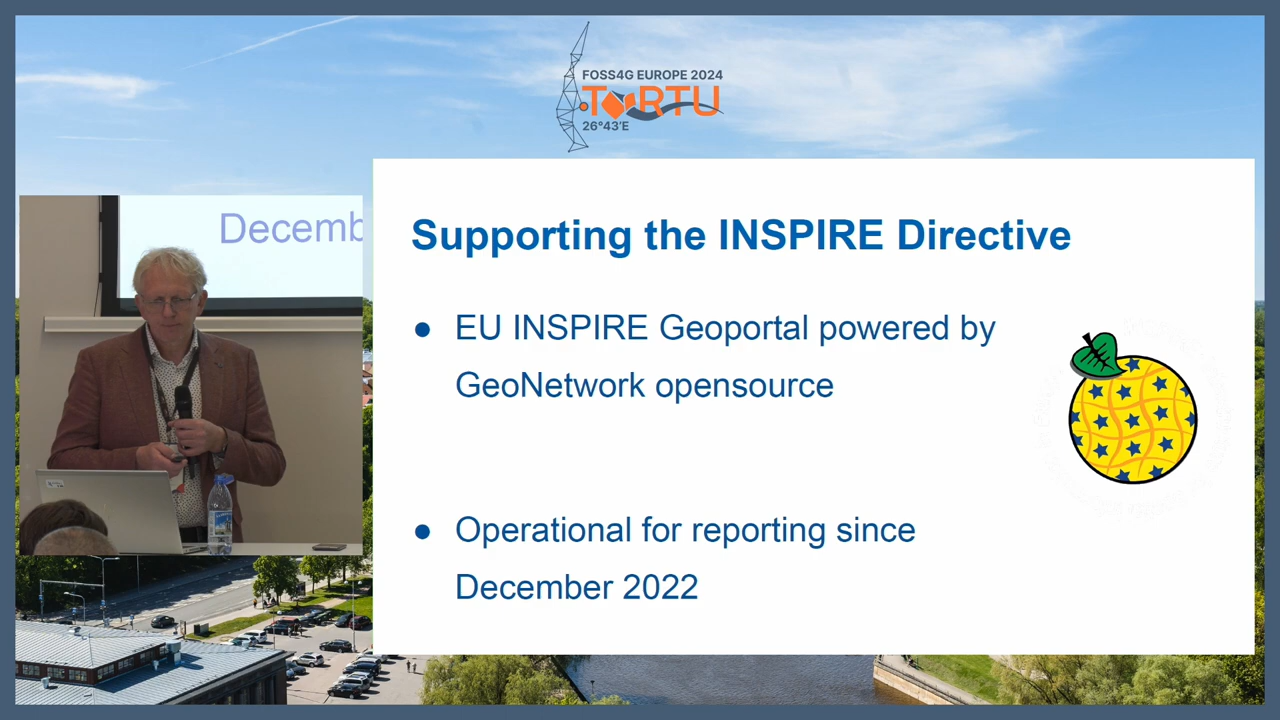 FOSS4G EUROPE 2024
TORTU
26°43'E
Decemb
Supporting the INSPIRE Directive
● EU INSPIRE Geoportal powered by
GeoNetwork opensource
● Operational for reporting since
December 2022